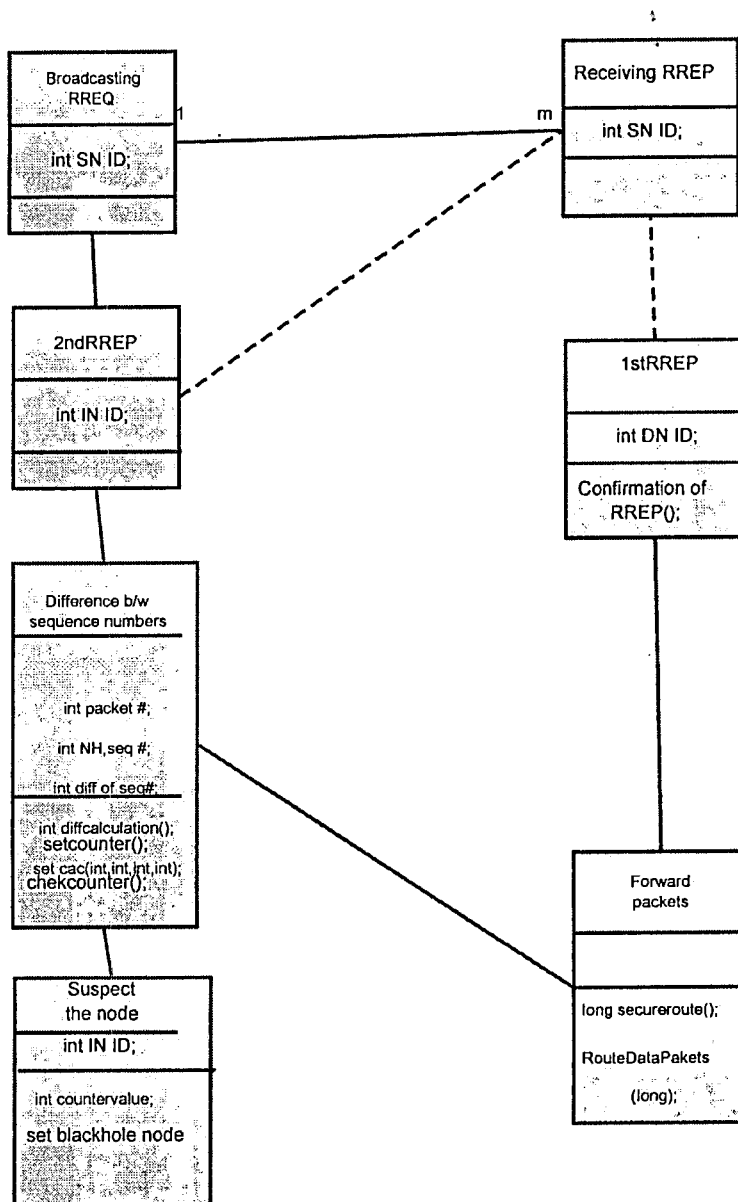 Broadcasting
RREQ
int SN ID;
1
m
Receiving RREP
int SN ID;
2ndRREP
int IN ID;
1stRREP
int DN ID;
Confirmation of
RREP();
Difference b/w
sequence numbers
int packet #;
int NH,seq #;
int diff of seq#;
int diffcalculation();
setcounter();
set cac(int,int,int,int);
chekcounter();
Forward
packets
long secureroute();
RouteDataPakets
(long);
Suspect
the node
int IN ID;
int countervalue;
set blackhole node